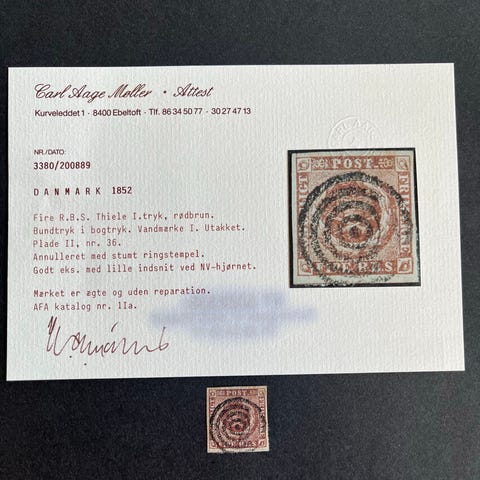 Carl Aage Møller • Attest
Kurveleddet 1 · 8400 Ebeltoft · Tlf. 86 34 50 77 · 30 27 47 13
NR./DATO:
3380/200889
DANMARK 1852
Fire R.B.S. Thiele I.tryk, rødbrun.
Bundtryk i bogtryk. Vandmærke I. Utakket.
Plade II, nr. 36.
Annulleret med stumt ringstempel.
Godt eks. med lille indsnit ved NV-hjørnet.
Mærket er ægte og uden reparation.
AFA katalog nr. 1IIa.
POST